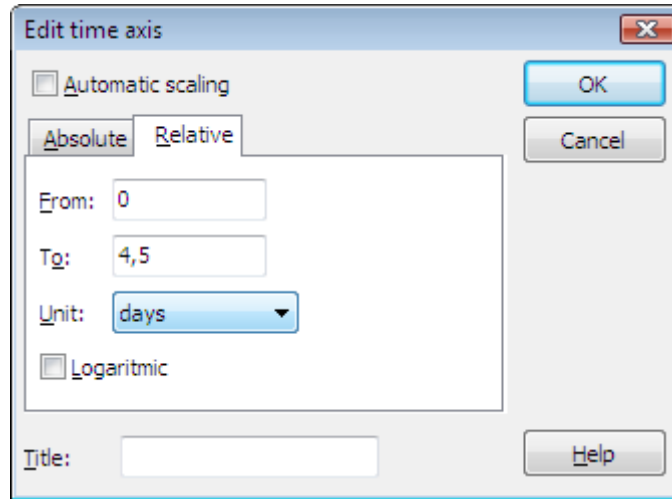 Edit time axis
Automatic scaling
OK
Absolute Relative
Cancel
From: 0
To: 4,5
Unit: days
Logaritmic
Title:
Help